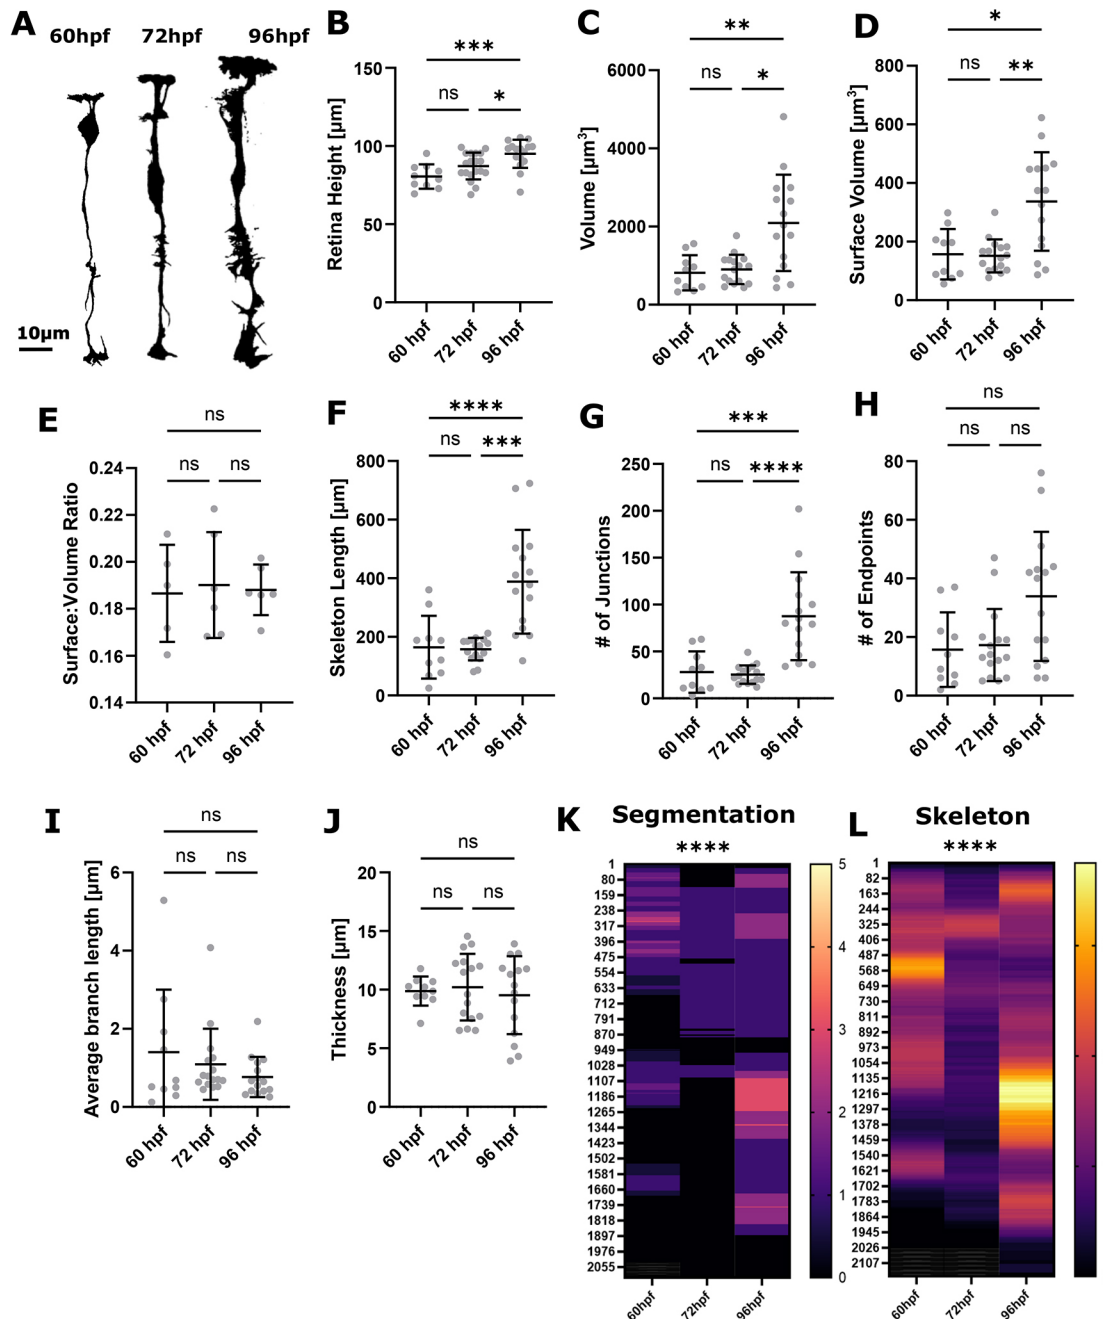 A
60hpf
72hpf
96hpf
10µm
B
***
ns
*
Retina Height [µm]
150
100
50
0
60 hpf
72 hpf
96 hpf
C
**
ns
*
Volume [µm³]
6000
4000
2000
0
60 hpf
72 hpf
96 hpf
D
*
ns
**
Surface Volume [µm³]
800
600
400
200
0
60 hpf
72 hpf
96 hpf
E
ns
ns
ns
Surface:Volume Ratio
0.24
0.22
0.20
0.18
0.16
0.14
60 hpf
72 hpf
96 hpf
F
****
ns
***
Skeleton Length [µm]
800
600
400
200
0
60 hpf
72 hpf
96 hpf
G
***
ns
****
# of Junctions
250
200
150
100
50
0
60 hpf
72 hpf
96 hpf
H
ns
ns
ns
# of Endpoints
80
60
40
20
0
60 hpf
72 hpf
96 hpf
I
ns
ns
ns
Average branch length [µm]
6
4
2
0
60 hpf
72 hpf
96 hpf
J
ns
ns
ns
Thickness [µm]
20
15
10
5
0
60 hpf
72 hpf
96 hpf
K
Segmentation
****
1
80
159
238
317
396
475
554
633
712
791
870
949
1028
1107
1186
1265
1344
1423
1502
1581
1660
1739
1818
1897
1976
2055
60hpf
72hpf
96hpf
5
4
3
2
1
0
L
Skeleton
****
1
82
163
244
325
406
487
568
649
730
811
892
973
1054
1135
1216
1297
1378
1459
1540
1621
1702
1783
1864
1945
2026
2107
60hpf
72hpf
96hpf